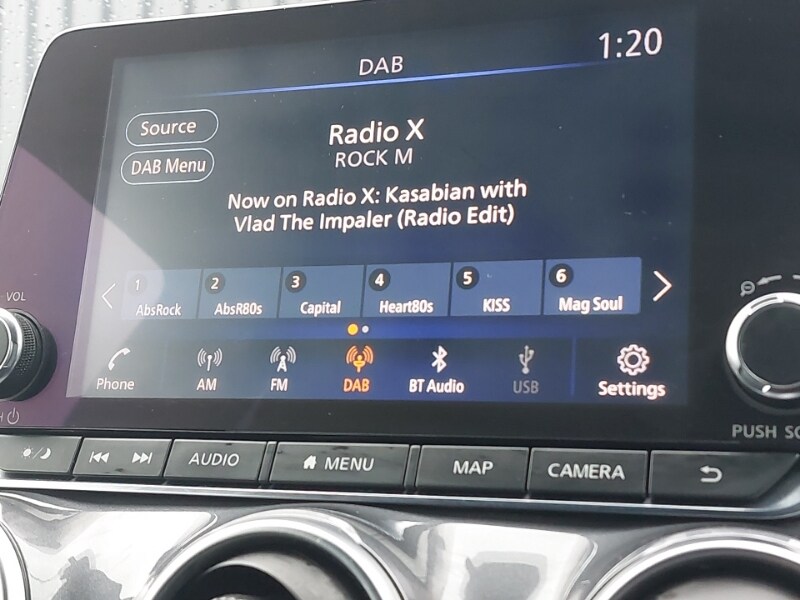 DAB
1:20
Source
DAB Menu
Radio X
ROCK M
Now on Radio X: Kasabian with
Vlad The Impaler (Radio Edit)
1 AbsRock
2 AbsR80s
3 Capital
4 Heart80s
5 KISS
6 Mag Soul
Phone
AM
FM
DAB
BT Audio
USB
Settings
VOL
PUSH
AUDIO
MENU
MAP
CAMERA